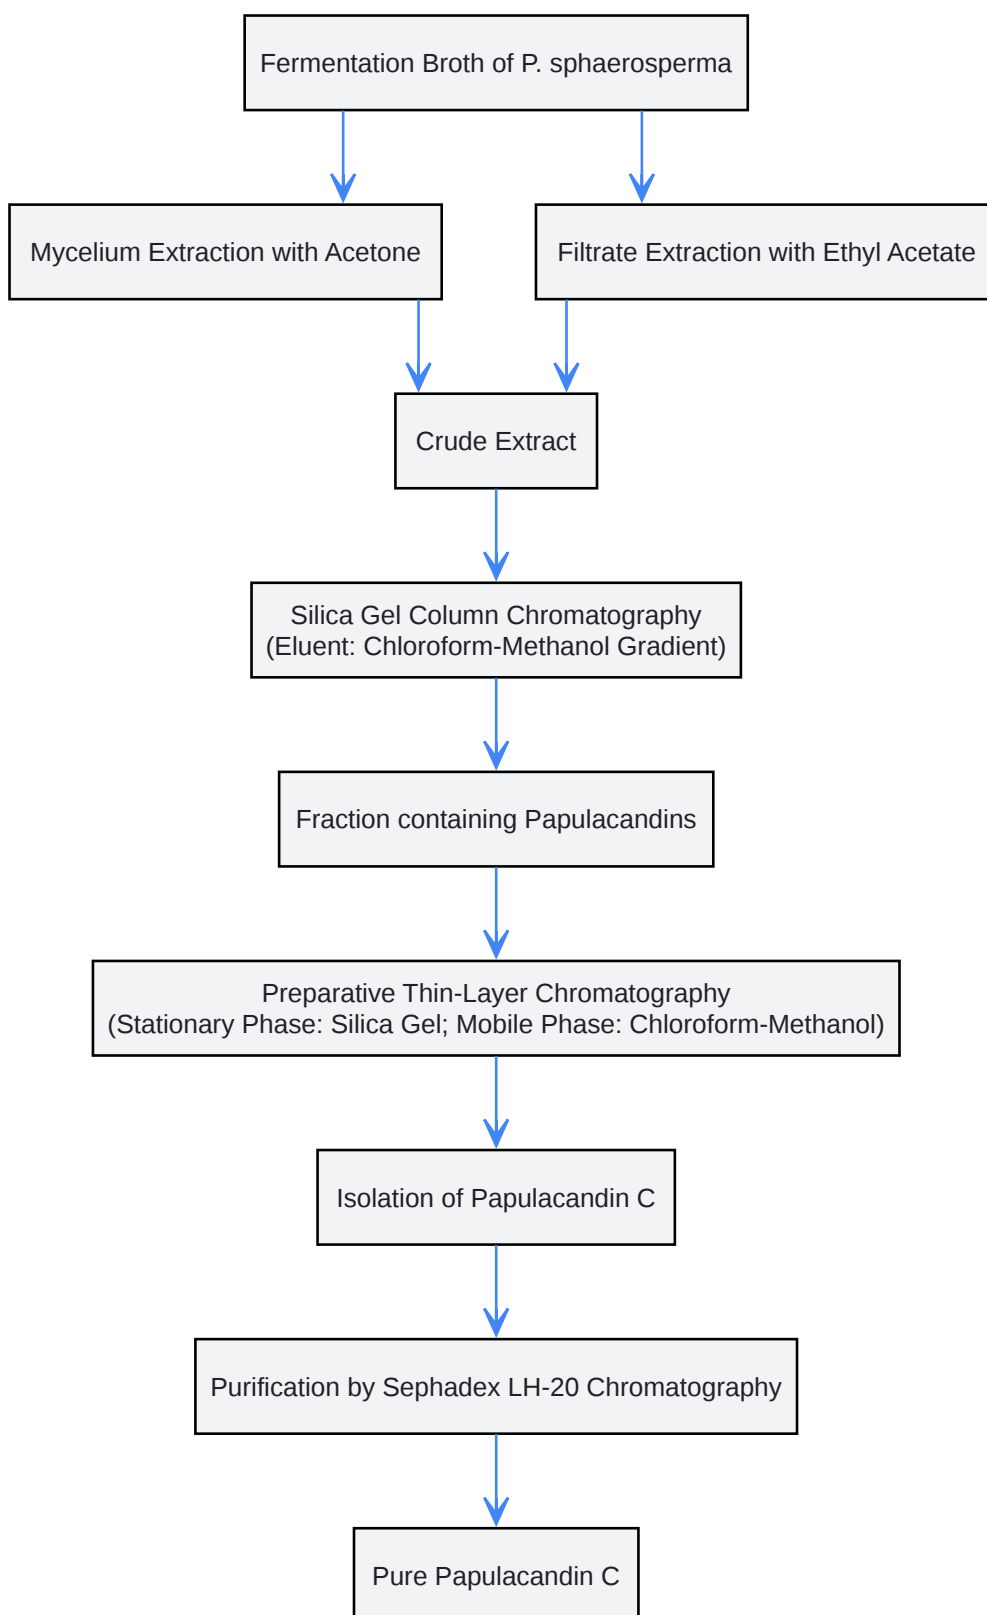 Fermentation Broth of P. sphaerosperma
Mycelium Extraction with Acetone
Filtrate Extraction with Ethyl Acetate
Crude Extract
Silica Gel Column Chromatography
(Eluent: Chloroform-Methanol Gradient)
Fraction containing Papulacandins
Preparative Thin-Layer Chromatography
(Stationary Phase: Silica Gel; Mobile Phase: Chloroform-Methanol)
Isolation of Papulacandin C
Purification by Sephadex LH-20 Chromatography
Pure Papulacandin C